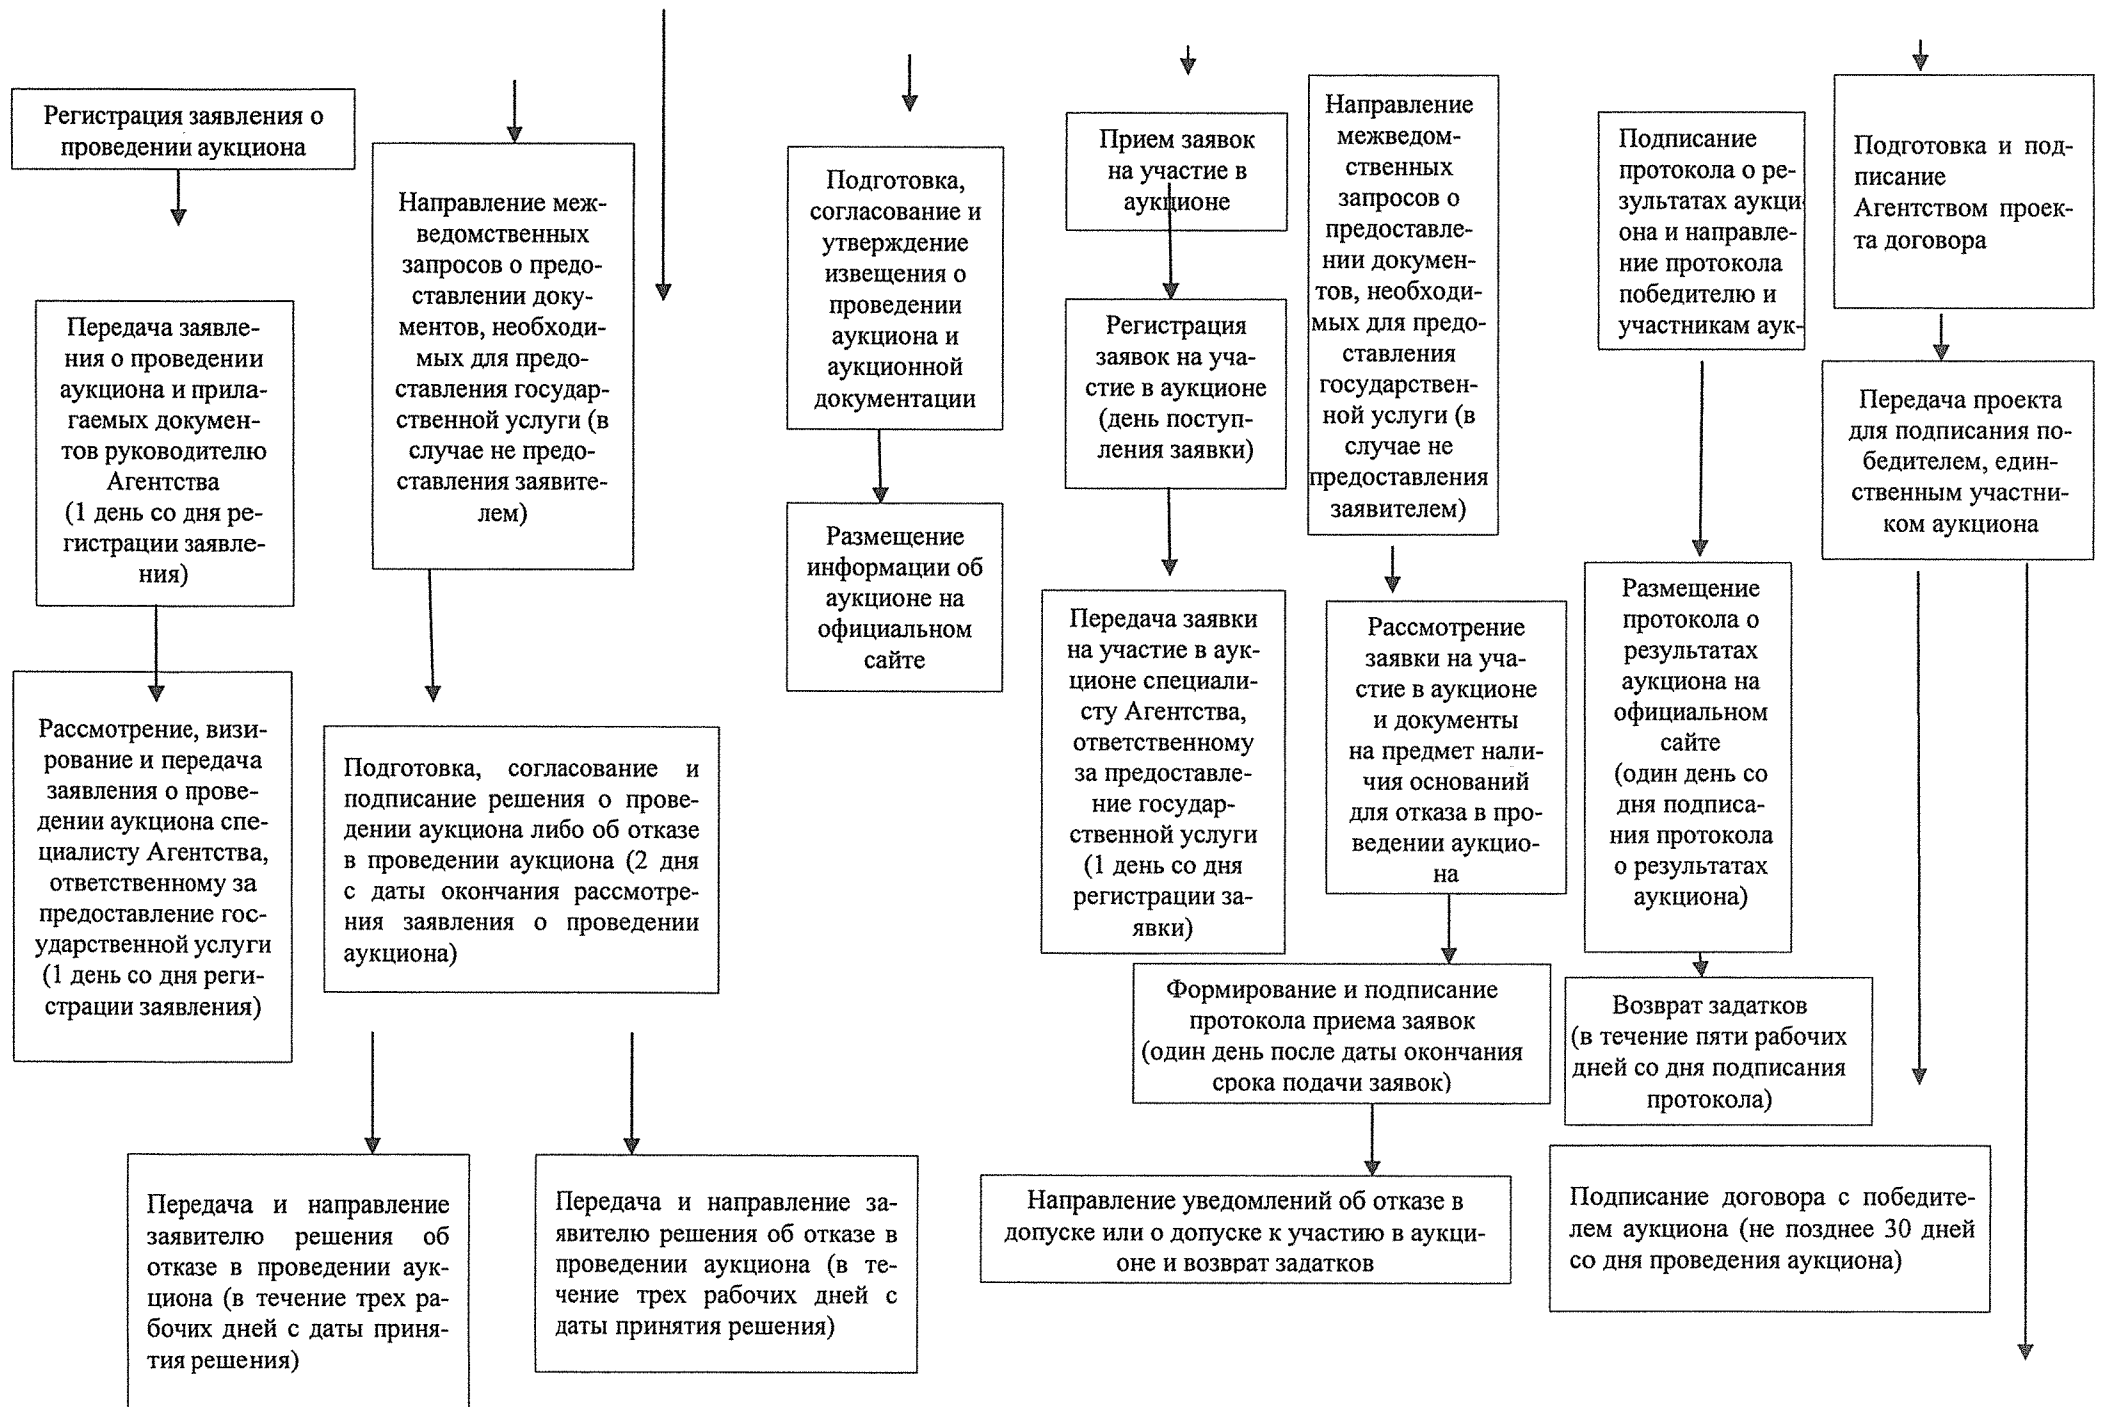 Регистрация заявления о
проведении аукциона
Передача заявле-
ния о проведении
аукциона и прила-
гаемых докумен-
тов руководителю
Агентства
(1 день со дня ре-
гистрации заявле-
ния)
Рассмотрение, визи-
рование и передача
заявления о прове-
дении аукциона спе-
циалисту Агентства,
ответственному за
предоставление гос-
ударственной услуги
(1 день со дня реги-
страции заявления)
Направление меж-
ведомственных
запросов о предо-
ставлении доку-
ментов, необходи-
мых для предо-
ставления государ-
ственной услуги (в
случае не предо-
ставления заявите-
лем)
Подготовка, согласование и
подписание решения о прове-
дении аукциона либо об отказе
в проведении аукциона (2 дня
с даты окончания рассмотре-
ния заявления о проведении
аукциона)
Передача и направление
заявителю решения об
отказе в проведении аук-
циона (в течение трех ра-
бочих дней с даты приня-
тия решения)
Передача и направление за-
явителю решения об отказе в
проведении аукциона (в те-
чение трех рабочих дней с
даты принятия решения)
Подготовка,
согласование и
утверждение
извещения о
проведении
аукциона и
аукционной
документации
Размещение
информации об
аукционе на
официальном
сайте
Прием заявок
на участие в
аукционе
Регистрация
заявок на уча-
стие в аукционе
(день поступ-
ления заявки)
Передача заявки
на участие в аук-
ционе специали-
сту Агентства,
ответственному
за предоставле-
ние государ-
ственной услуги
(1 день со дня
регистрации за-
явки)
Направление
межведом-
ственных
запросов о
предоставле-
нии докумен-
тов, необходи-
мых для предо-
ставления
государствен-
ной услуги (в
случае не
предоставления
заявителем)
Рассмотрение
заявки на уча-
стие в аукционе
и документы
на предмет нали-
чия оснований
для отказа в про-
ведении аукцио-
на
Формирование и подписание
протокола приема заявок
(один день после даты окончания
срока подачи заявок)
Направление уведомлений об отказе в
допуске или о допуске к участию в аукци-
оне и возврат задатков
Подписание
протокола о ре-
зультатах аукци
она и направле-
ние протокола
победителю и
участникам аук-
Размещение
протокола о
результатах
аукциона на
официальном
сайте
(один день со
дня подписа-
ния протокола
о результатах
аукциона)
Возврат задатков
(в течение пяти рабочих
дней со дня подписания
протокола)
Подготовка и под-
писание
Агентством проек-
та договора
Передача проекта
для подписания по-
бедителем, един-
ственным участни-
ком аукциона
Подписание договора с победите-
лем аукциона (не позднее 30 дней
со дня проведения аукциона)